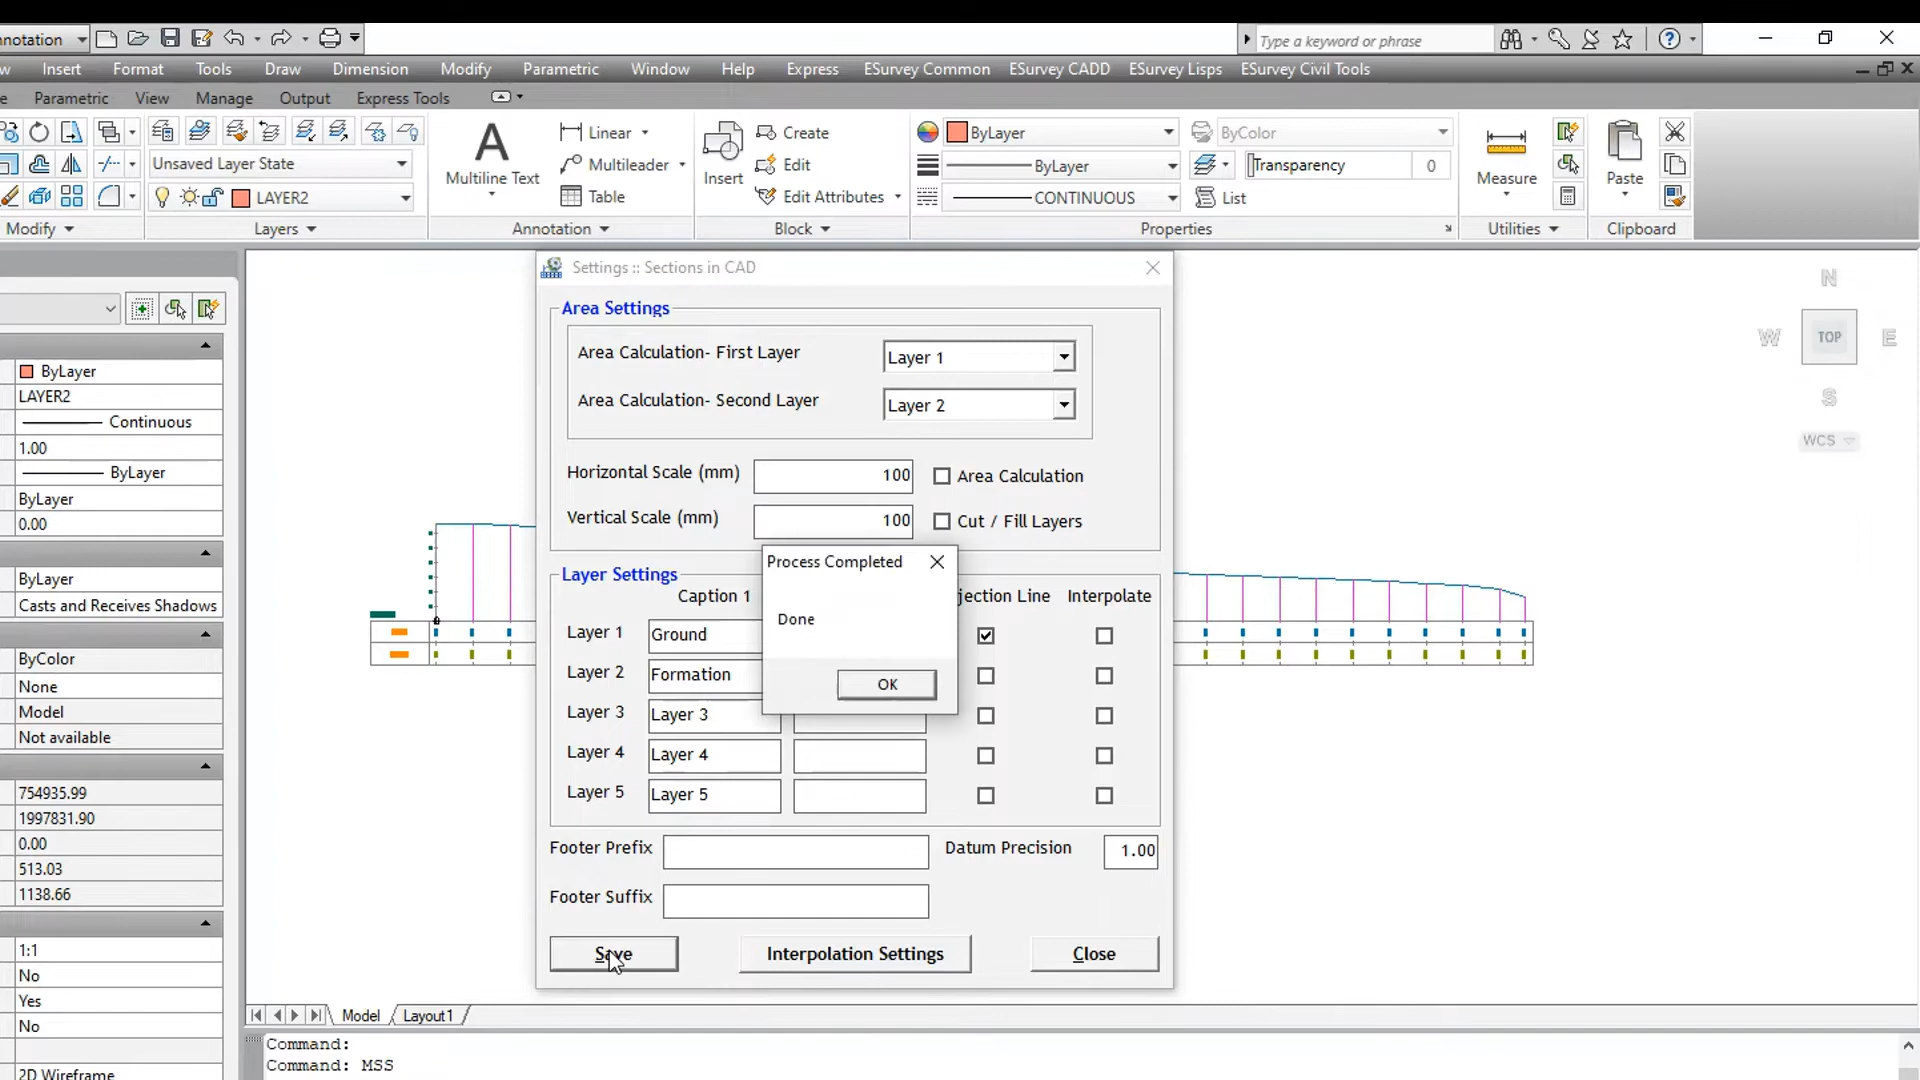 nnotation
Type a keyword or phrase
w Insert Format Tools Draw Dimension Modify Parametric Window Help Express ESurvey Common ESurvey CADD ESurvey Lisps ESurvey Civil Tools
e Parametric View Manage Output Express Tools
Linear
Create
ByLayer
ByColor
Unsaved Layer State
Multileader
Edit
ByLayer
Transparency 0
Multiline Text
Insert
Measure
Paste
LAYER2
Table
Edit Attributes
CONTINUOUS
List
Modify Layers Annotation Block Properties Utilities Clipboard
Settings :: Sections in CAD
Area Settings
Area Calculation- First Layer Layer 1
Area Calculation- Second Layer Layer 2
Horizontal Scale (mm) 100 Area Calculation
Vertical Scale (mm) 100 Cut / Fill Layers
Process Completed
Done
OK
Layer Settings
Caption 1 jection Line Interpolate
Layer 1 Ground
Layer 2 Formation
Layer 3 Layer 3
Layer 4 Layer 4
Layer 5 Layer 5
Footer Prefix Datum Precision 1.00
Footer Suffix
Save Interpolation Settings Close
N
W TOP E
S
WCS
ByLayer
LAYER2
Continuous
1.00
ByLayer
ByLayer
0.00
ByLayer
Casts and Receives Shadows
ByColor
None
Model
Not available
754935.99
1997831.90
0.00
513.03
1138.66
1:1
No
Yes
No
2D Wireframe
Model Layout1
Command:
Command: MSS